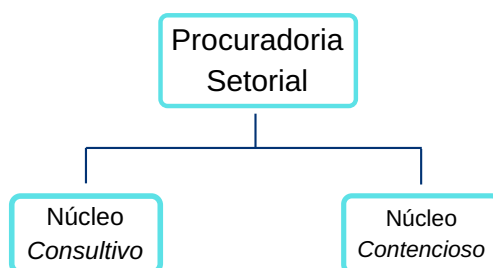 Procuradoria
Setorial
Núcleo
Consultivo
Núcleo
Contencioso